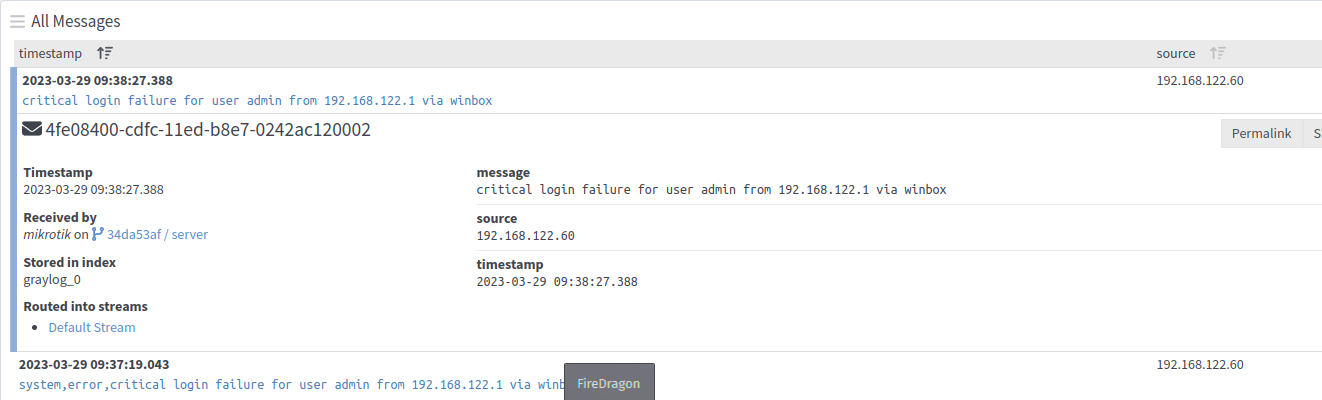 All Messages
timestamp source
2023-03-29 09:38:27.388 192.168.122.60
critical login failure for user admin from 192.168.122.1 via winbox
4fe08400-cdfc-11ed-b8e7-0242ac120002 Permalink S
Timestamp
2023-03-29 09:38:27.388
Received by
mikrotik on 34da53af / server
Stored in index
graylog_0
Routed into streams
Default Stream
message
critical login failure for user admin from 192.168.122.1 via winbox
source
192.168.122.60
timestamp
2023-03-29 09:38:27.388
2023-03-29 09:37:19.043 192.168.122.60
system,error,critical login failure for user admin from 192.168.122.1 via winb
FireDragon